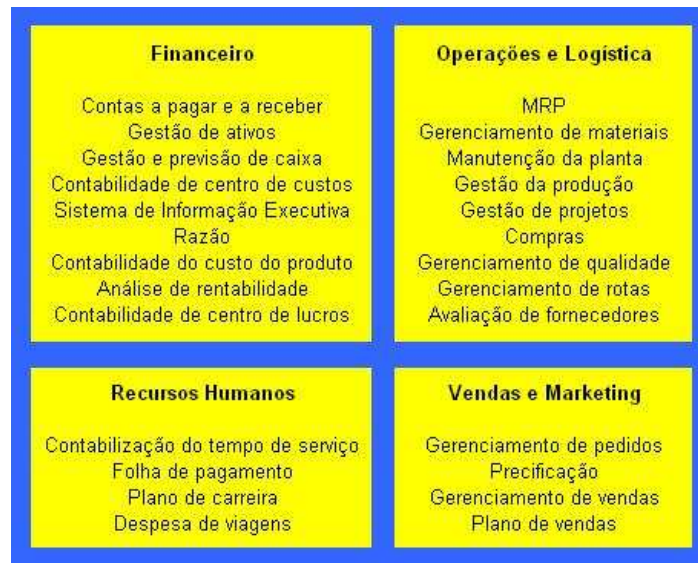 Financeiro
Contas a pagar e a receber
Gestão de ativos
Gestão e previsão de caixa
Contabilidade de centro de custos
Sistema de Informação Executiva
Razão
Contabilidade do custo do produto
Análise de rentabilidade
Contabilidade de centro de lucros
Operações e Logística
MRP
Gerenciamento de materiais
Manutenção da planta
Gestão da produção
Gestão de projetos
Compras
Gerenciamento de qualidade
Gerenciamento de rotas
Avaliação de fornecedores
Recursos Humanos
Contabilização do tempo de serviço
Folha de pagamento
Plano de carreira
Despesa de viagens
Vendas e Marketing
Gerenciamento de pedidos
Precificação
Gerenciamento de vendas
Plano de vendas